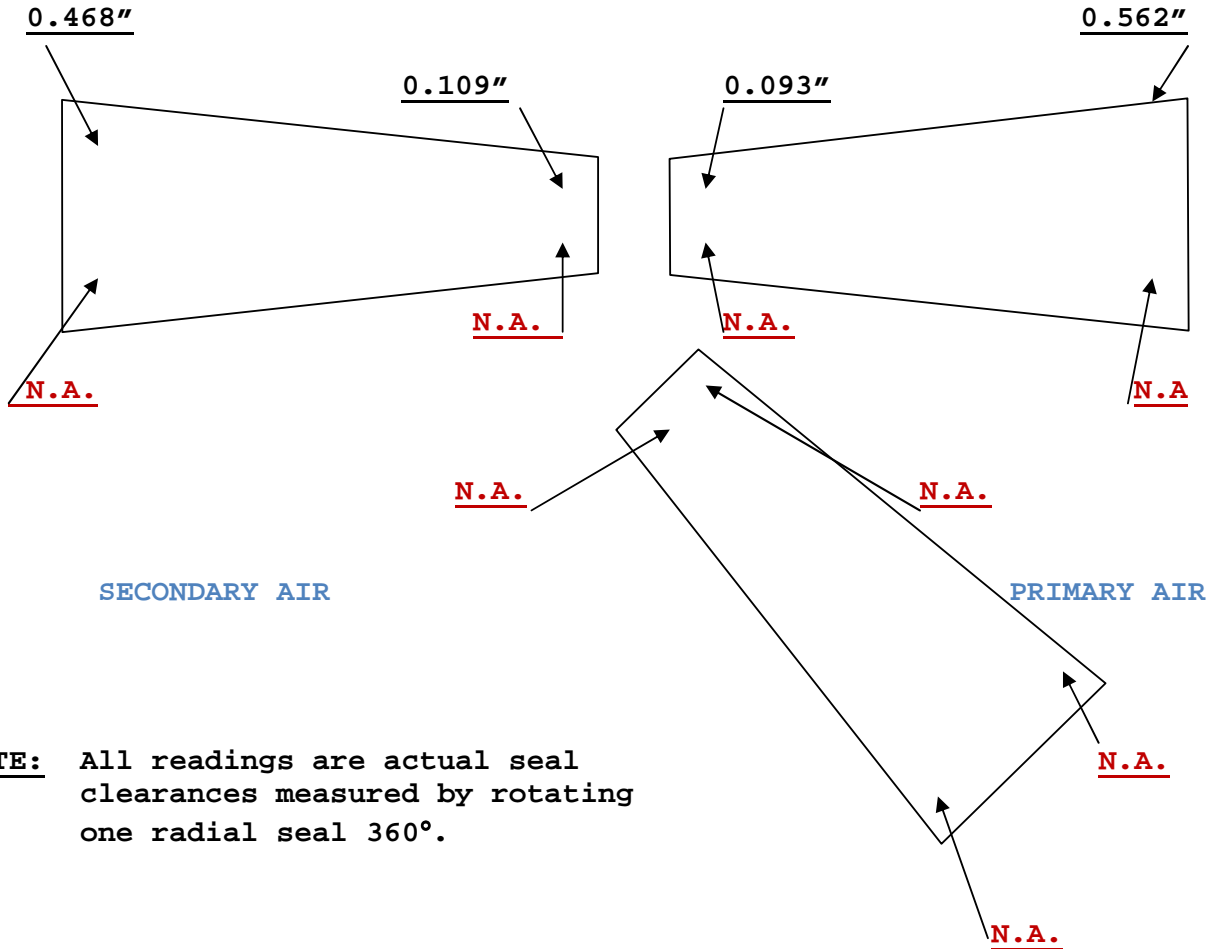 0.468″ 0.562″
0.109″ 0.093″
N.A. N.A.
N.A. N.A
N.A. N.A.
SECONDARY AIR PRIMARY AIR
TE: All readings are actual seal
clearances measured by rotating
one radial seal 360°.
N.A.
N.A.